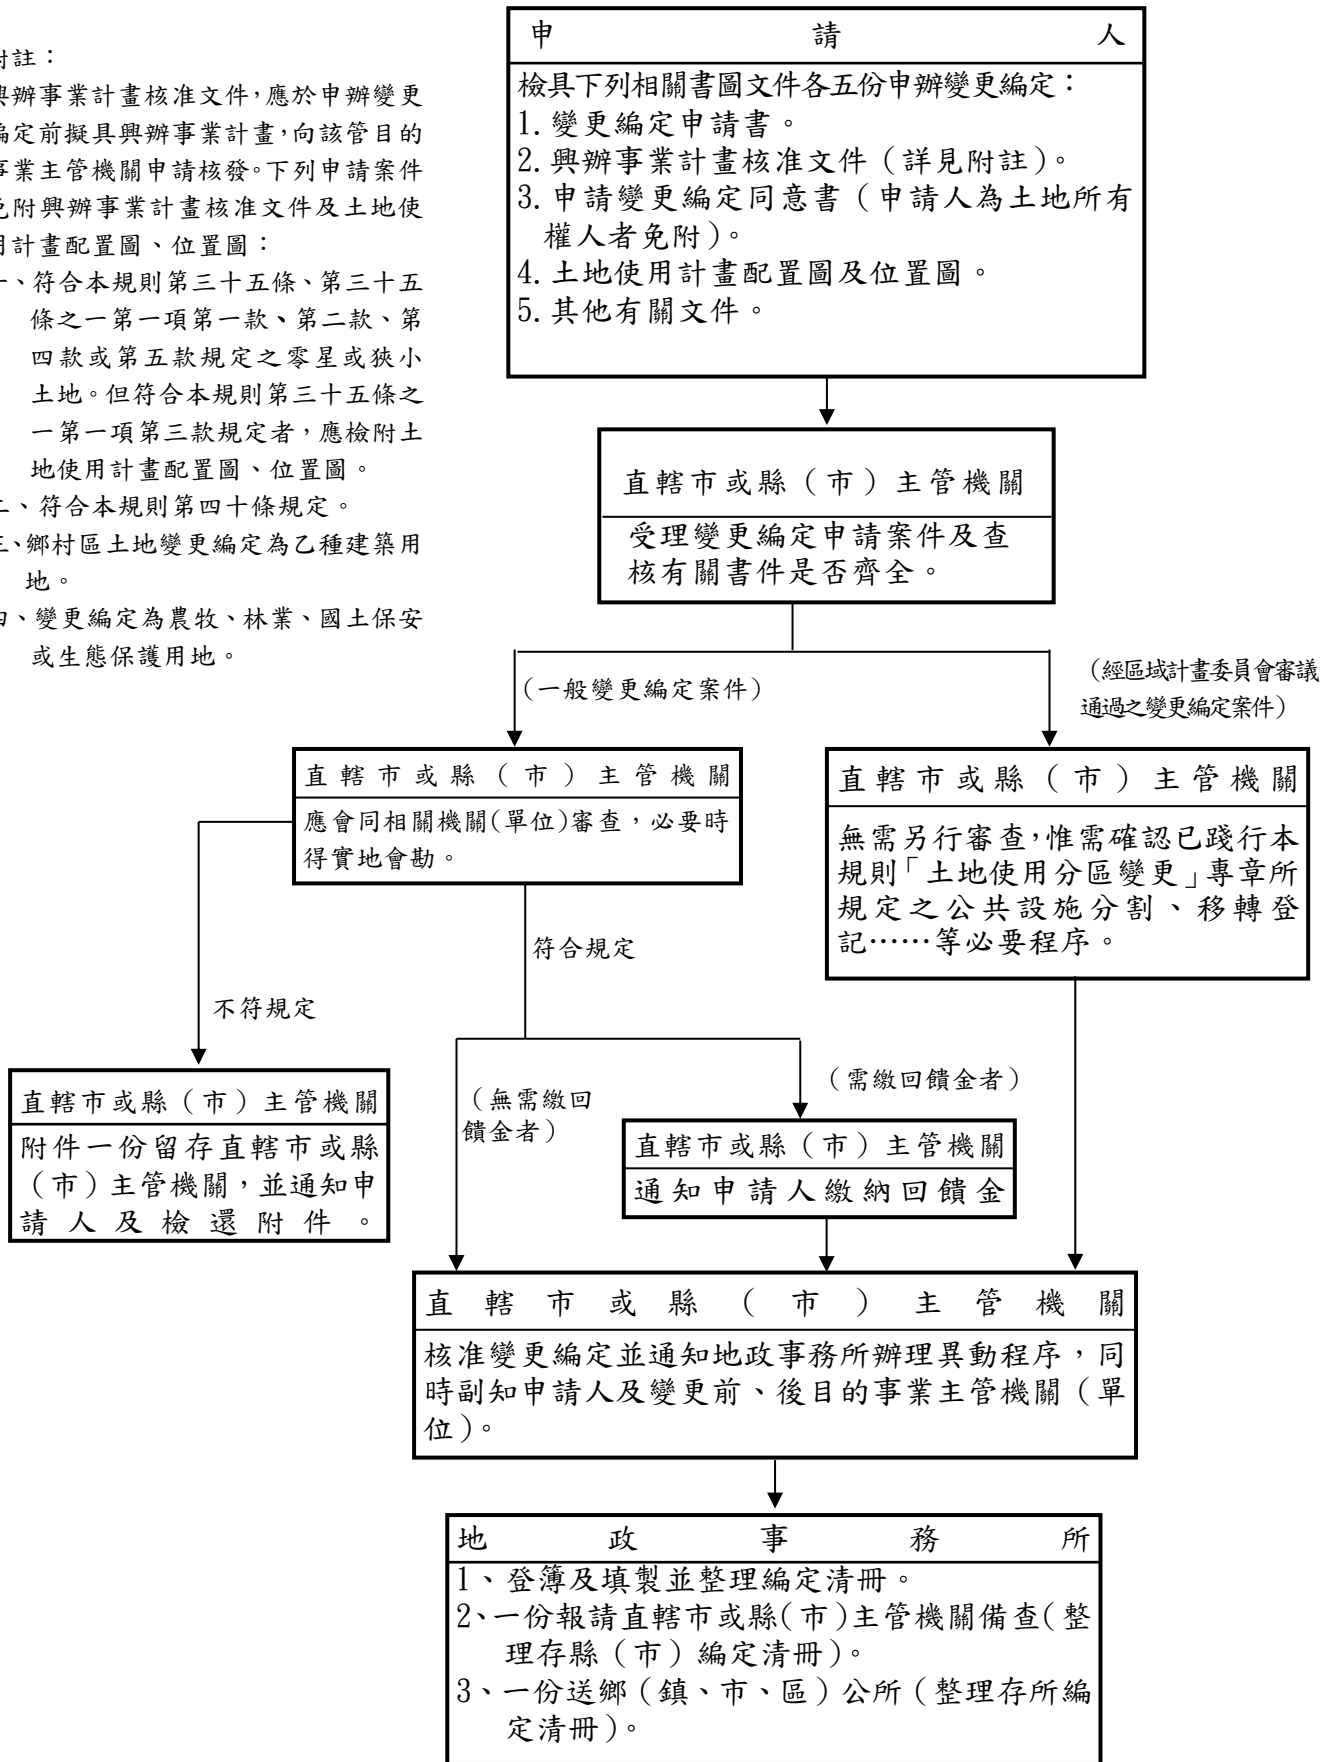 附註：
興辦事業計畫核准文件，應於申辦變更
編定前擬具興辦事業計畫，向該管目的
事業主管機關申請核發。下列申請案件
免附興辦事業計畫核准文件及土地使
用計畫配置圖、位置圖：
一、符合本規則第三十五條、第三十五
條之一第一項第一款、第二款、第
四款或第五款規定之零星或狹小
土地。但符合本規則第三十五條之
一第一項第三款規定者，應檢附土
地使用計畫配置圖、位置圖。
二、符合本規則第四十條規定。
三、鄉村區土地變更編定為乙種建築用
地。
四、變更編定為農牧、林業、國土保安
或生態保護用地。
申請人
檢具下列相關書圖文件各五份申辦變更編定：
1. 變更編定申請書。
2. 興辦事業計畫核准文件（詳見附註）。
3. 申請變更編定同意書（申請人為土地所有
權人者免附）。
4. 土地使用計畫配置圖及位置圖。
5. 其他有關文件。
直轄市或縣（市）主管機關
受理變更編定申請案件及查
核有關書件是否齊全。
（一般變更編定案件）
（經區域計畫委員會審議
通過之變更編定案件）
直轄市或縣（市）主管機關
應會同相關機關(單位)審查，必要時
得實地會勘。
直轄市或縣（市）主管機關
無需另行審查，惟需確認已踐行本
規則「土地使用分區變更」專章所
規定之公共設施分割、移轉登
記……等必要程序。
符合規定
不符規定
（無需繳回
饋金者）
（需繳回饋金者）
直轄市或縣（市）主管機關
附件一份留存直轄市或縣
（市）主管機關，並通知申
請人及檢還附件。
直轄市或縣（市）主管機關
通知申請人繳納回饋金
直轄市或縣（市）主管機關
核准變更編定並通知地政事務所辦理異動程序，同
時副知申請人及變更前、後目的事業主管機關（單
位）。
地政事務所
1、登簿及填製並整理編定清冊。
2、一份報請直轄市或縣(市)主管機關備查(整
理存縣（市）編定清冊)。
3、一份送鄉（鎮、市、區）公所（整理存所編
定清冊）。